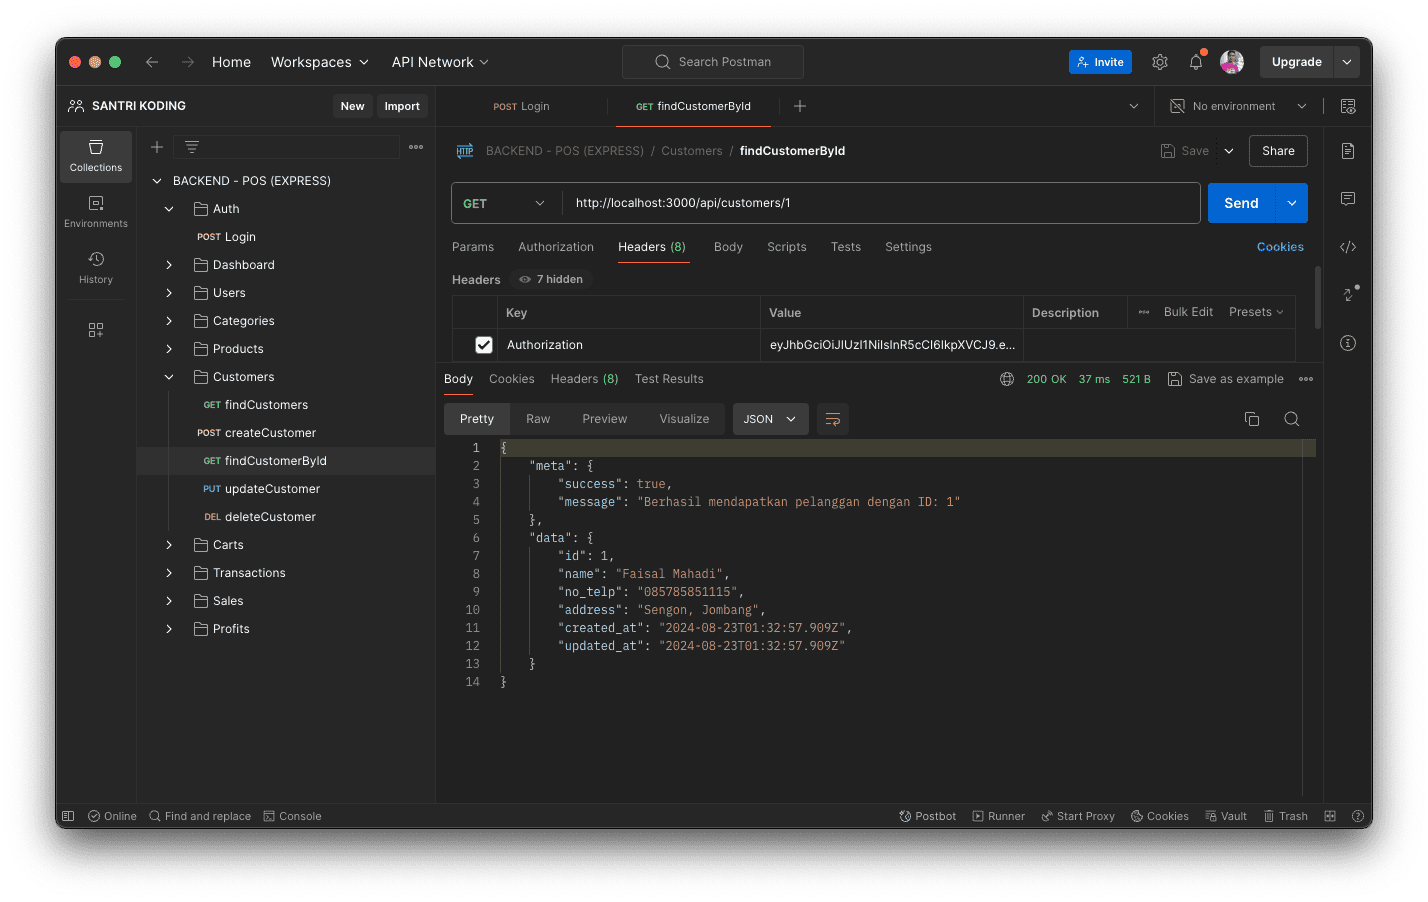 Home Workspaces API Network Search Postman Invite Upgrade
SANTRI KODING New Import POST Login GET findCustomerById No environment
Collections
Environments
History
BACKEND - POS (EXPRESS)
Auth
POST Login
Dashboard
Users
Categories
Products
Customers
GET findCustomers
POST createCustomer
GET findCustomerById
PUT updateCustomer
DEL deleteCustomer
Carts
Transactions
Sales
Profits
HTTP BACKEND - POS (EXPRESS) / Customers / findCustomerById Save Share
GET http://localhost:3000/api/customers/1 Send
Params Authorization Headers (8) Body Scripts Tests Settings Cookies
Headers 7 hidden
Key Value Description Bulk Edit Presets
Authorization eyJhbGciOiJIUzI1NiIsInR5cCI6IkpXVCJ9.e...
Body Cookies Headers (8) Test Results 200 OK 37 ms 521 B Save as example
Pretty Raw Preview Visualize JSON
1 {
2 "meta": {
3 "success": true,
4 "message": "Berhasil mendapatkan pelanggan dengan ID: 1"
5 },
6 "data": {
7 "id": 1,
8 "name": "Faisal Mahadi",
9 "no_telp": "085785851115",
10 "address": "Sengon, Jombang",
11 "created_at": "2024-08-23T01:32:57.909Z",
12 "updated_at": "2024-08-23T01:32:57.909Z"
13 }
14 }
Online Find and replace Console Postbot Runner Start Proxy Cookies Vault Trash